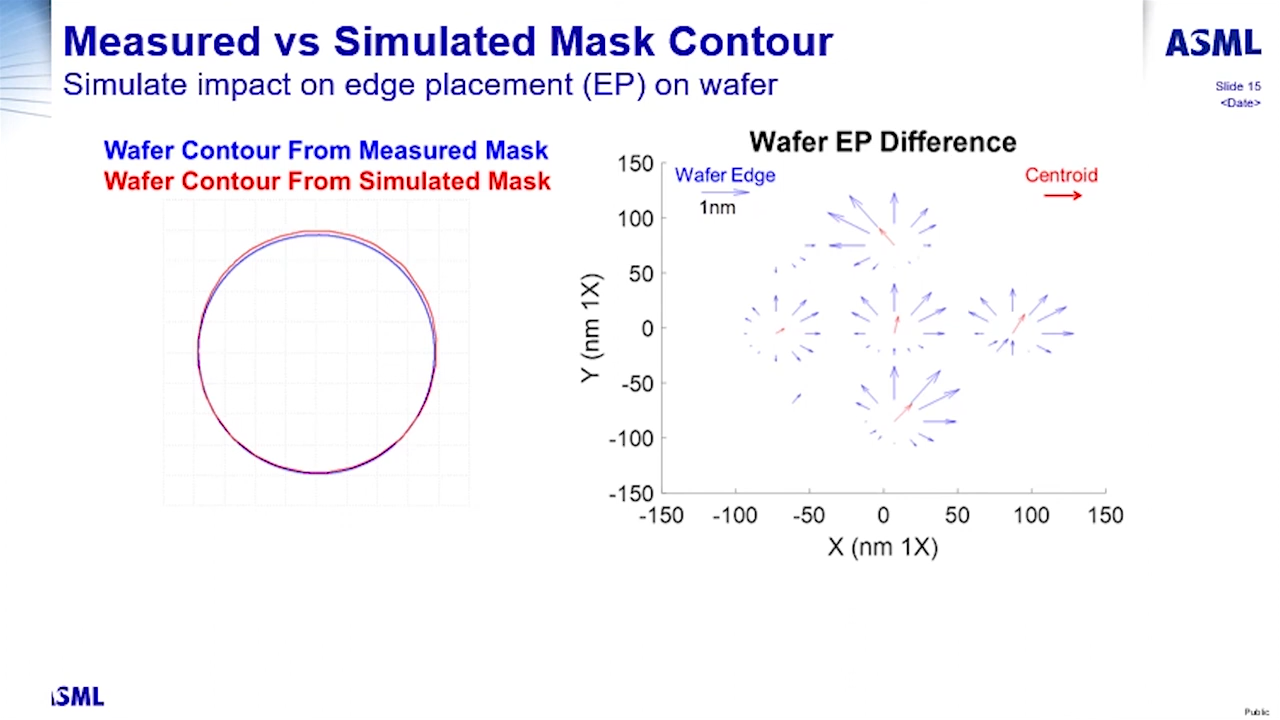 Measured vs Simulated Mask Contour
Simulate impact on edge placement (EP) on wafer
ASML
Slide 15
<Date>
Wafer Contour From Measured Mask
Wafer Contour From Simulated Mask
Wafer EP Difference
Wafer Edge
1nm
Centroid
150
100
50
0
-50
-100
-150
Y (nm 1X)
-150 -100 -50 0 50 100 150
X (nm 1X)
ASML
Public